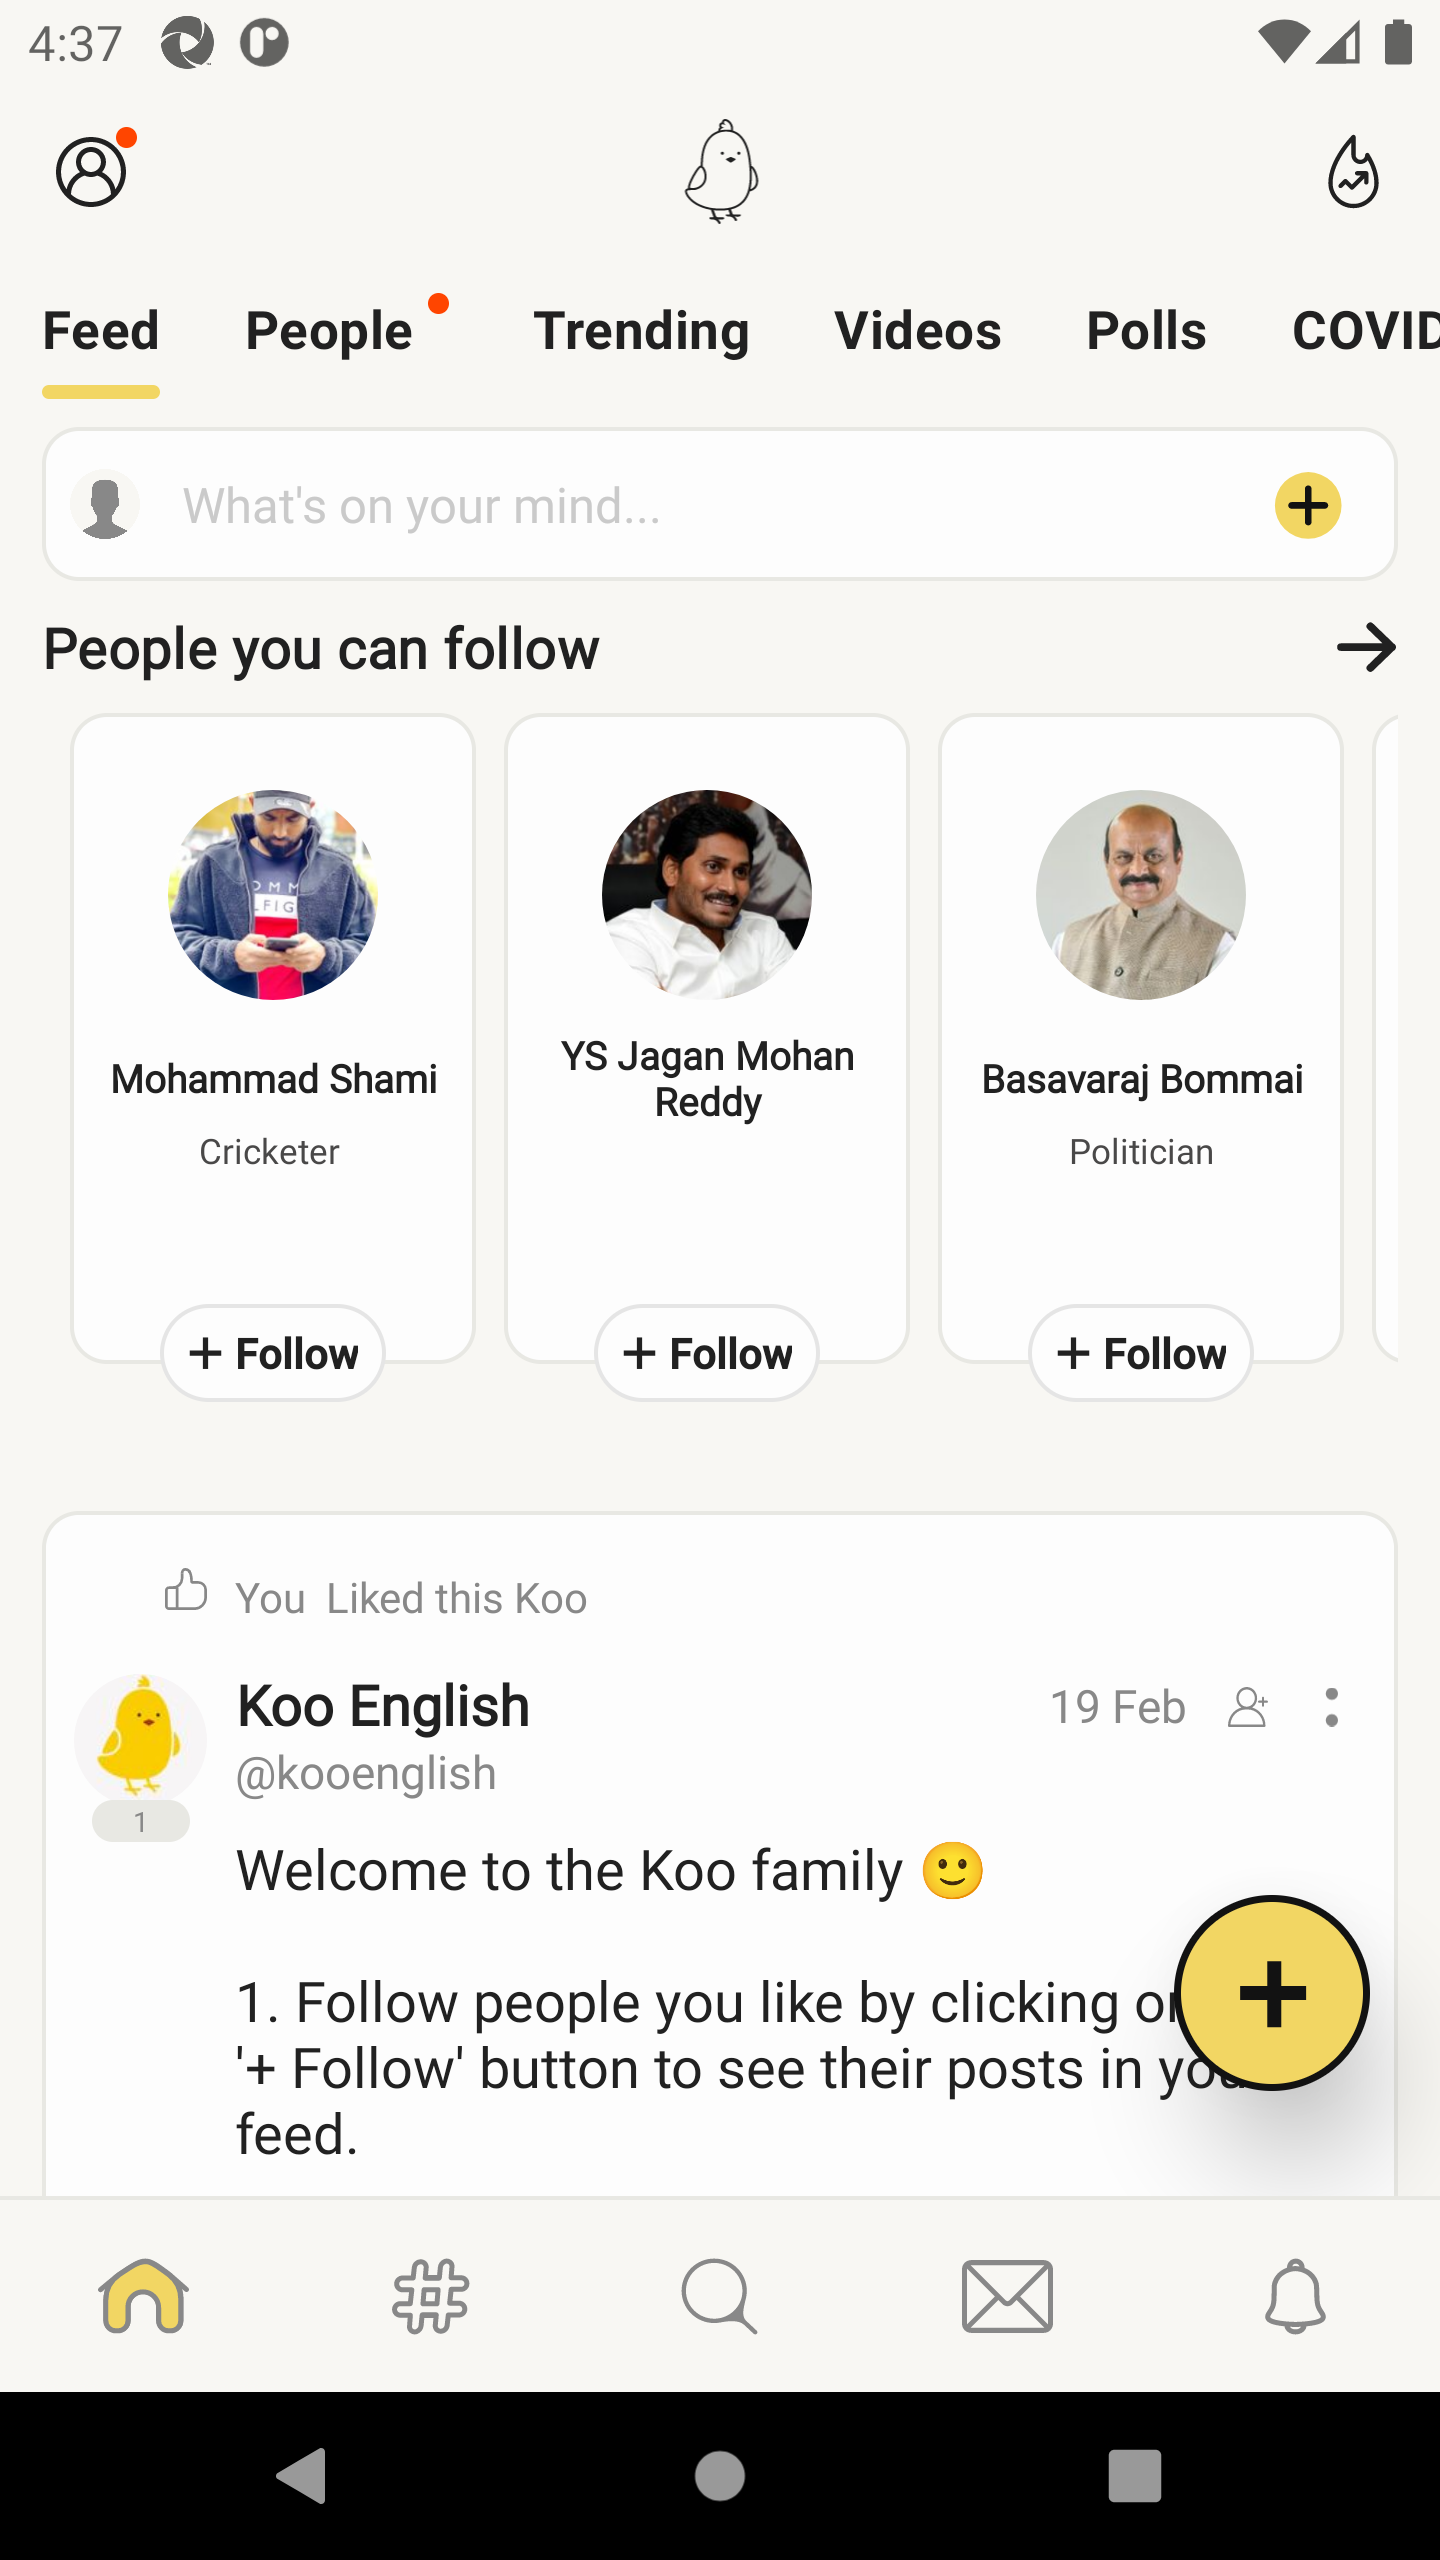 4:37
Feed People Trending Videos Polls COVID
What's on your mind...
People you can follow
Mohammad Shami
Cricketer
+ Follow
YS Jagan Mohan
Reddy
+ Follow
Basavaraj Bommai
Politician
+ Follow
You Liked this Koo
Koo English
19 Feb
@kooenglish
1
Welcome to the Koo family 🙂
1. Follow people you like by clicking
'+ Follow' button to see their posts in
feed.